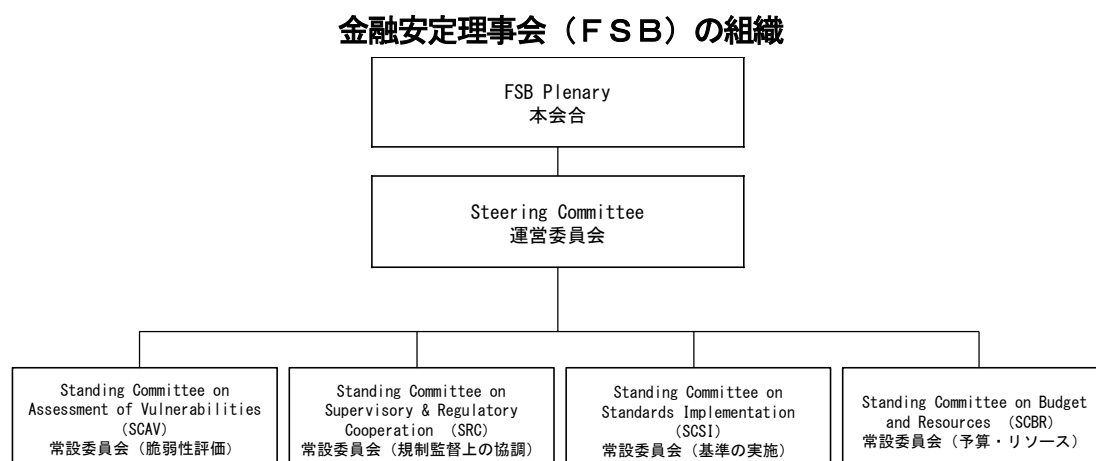 金融安定理事会（ＦＳＢ）の組織
FSB Plenary
本会合
Steering Committee
運営委員会
Standing Committee on
Assessment of Vulnerabilities
(SCAV)
常設委員会（脆弱性評価）
Standing Committee on
Supervisory & Regulatory
Cooperation （SRC）
常設委員会（規制監督上の協調）
Standing Committee on
Standards Implementation
(SCSI)
常設委員会（基準の実施）
Standing Committee on Budget
and Resources （SCBR）
常設委員会（予算・リソース）